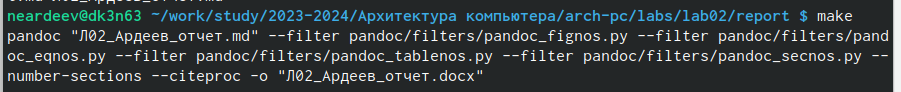 neardeev@dk3n63 ~/work/study/2023-2024/Архитектура компьютера/arch-pc/labs/lab02/report $ make
pandoc "Л02_Ардеев_отчет.md" --filter pandoc/filters/pandoc_fignos.py --filter pandoc/filters/pand
oc_eqnos.py --filter pandoc/filters/pandoc_tablenos.py --filter pandoc/filters/pandoc_secnos.py --
number-sections --citeproc -o "Л02_Ардеев_отчет.docx"